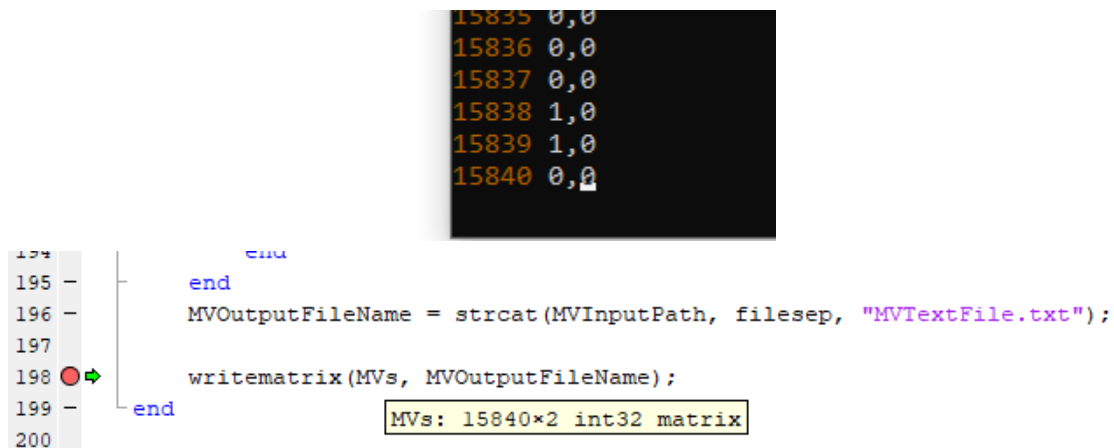 15835 0,0
15836 0,0
15837 0,0
15838 1,0
15839 1,0
15840 0,0
194 end
195 — end
196 — MVOutputFileName = strcat(MVInputPath, filesep, "MVTextFile.txt");
197
198 writematrix(MVs, MVOutputFileName);
199 — end
MVs: 15840×2 int32 matrix
200